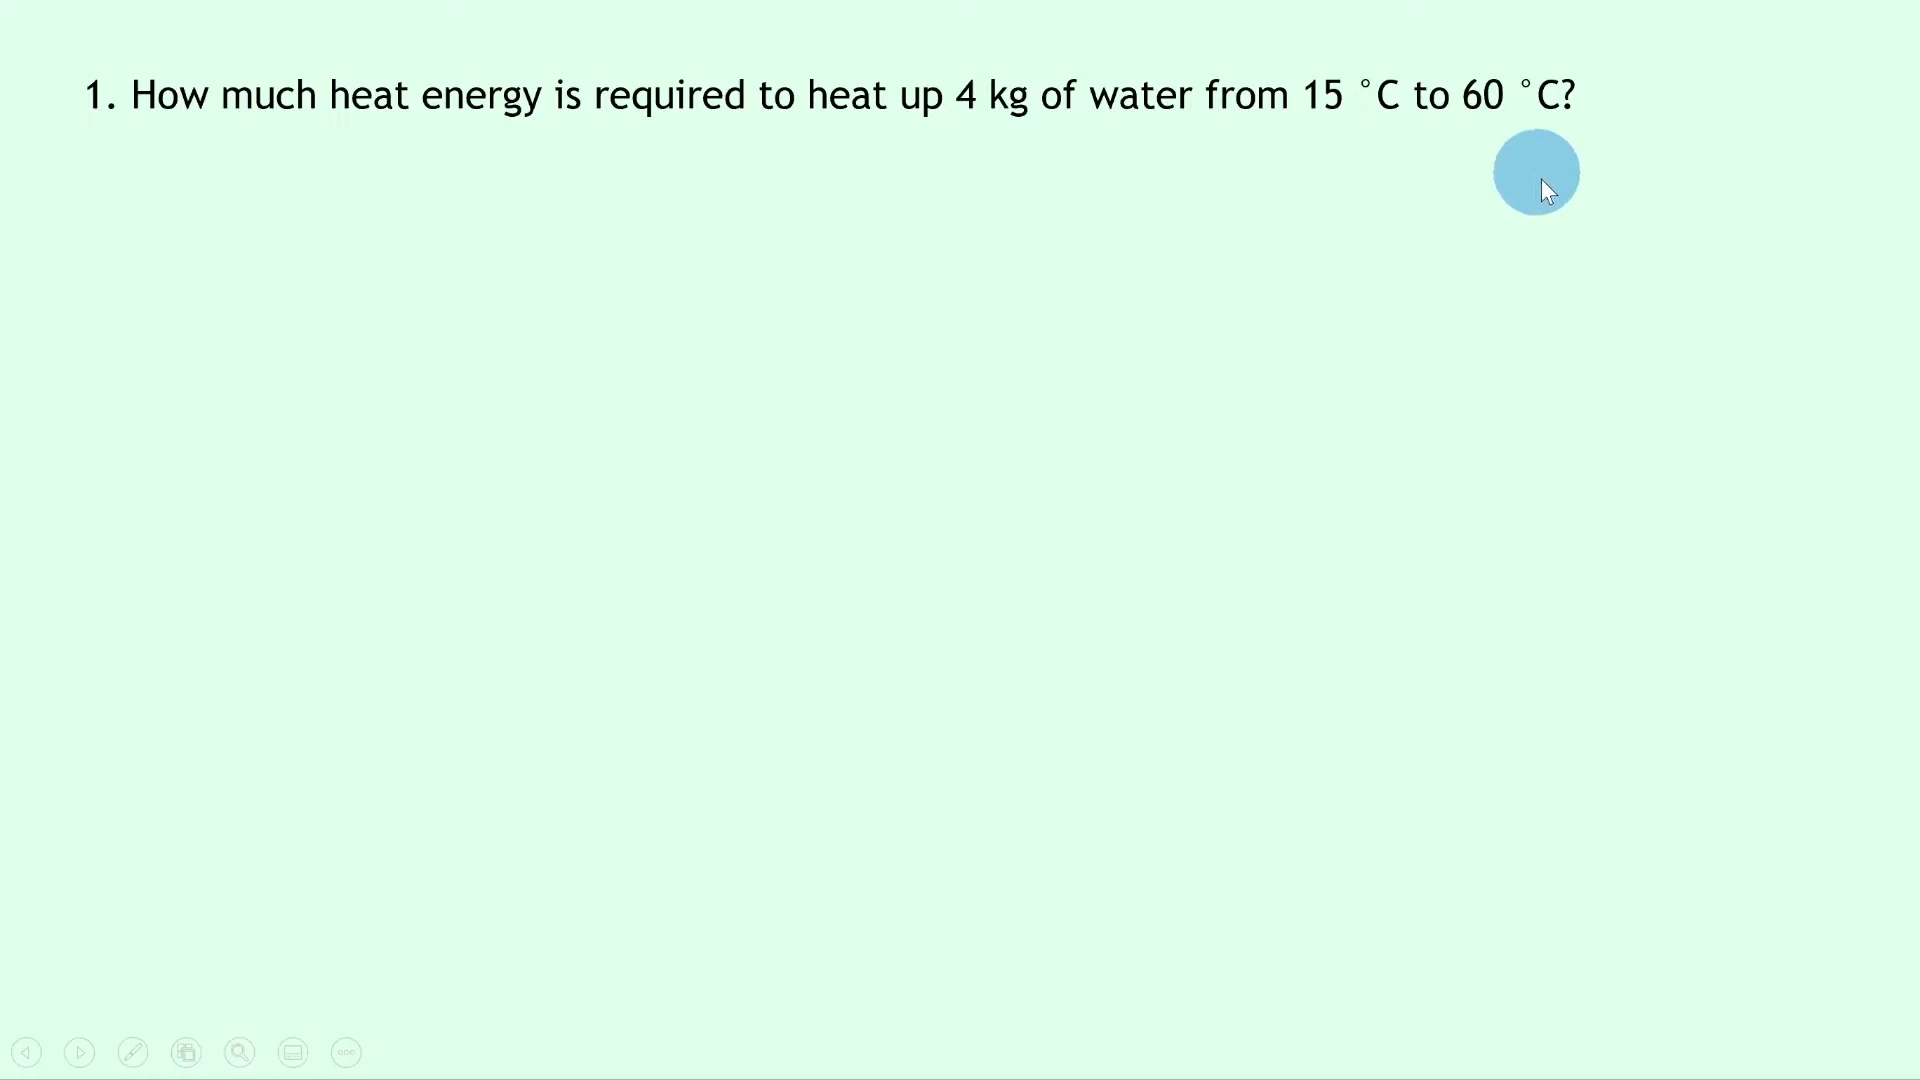 1. How much heat energy is required to heat up 4 kg of water from 15 °C to 60 °C?